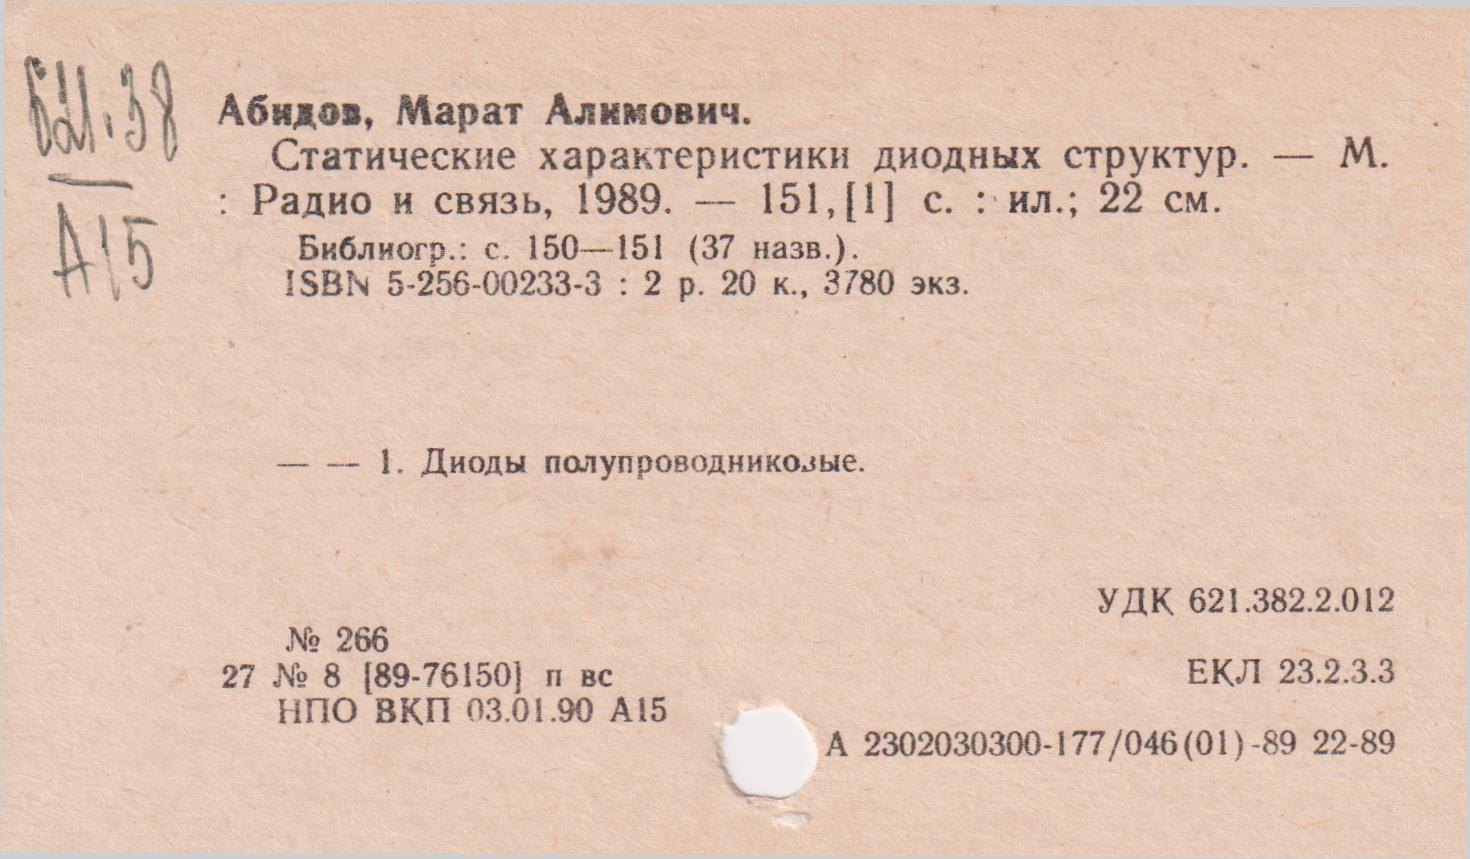 621.38
А15
Абидов, Марат Алимович.
Статические характеристики диодных структур. — М.
: Радио и связь, 1989. — 151,[1] с. : ил.; 22 см.
Библиогр.: с. 150—151 (37 назв.).
ISBN 5-256-00233-3 : 2 р. 20 к., 3780 экз.
— — 1. Диоды полупроводниковые.
УДК 621.382.2.012
№ 266
27 № 8 [89-76150] п вс
ЕКЛ 23.2.3.3
НПО ВКП 03.01.90 А15
А 2302030300-177/046(01)-89 22-89